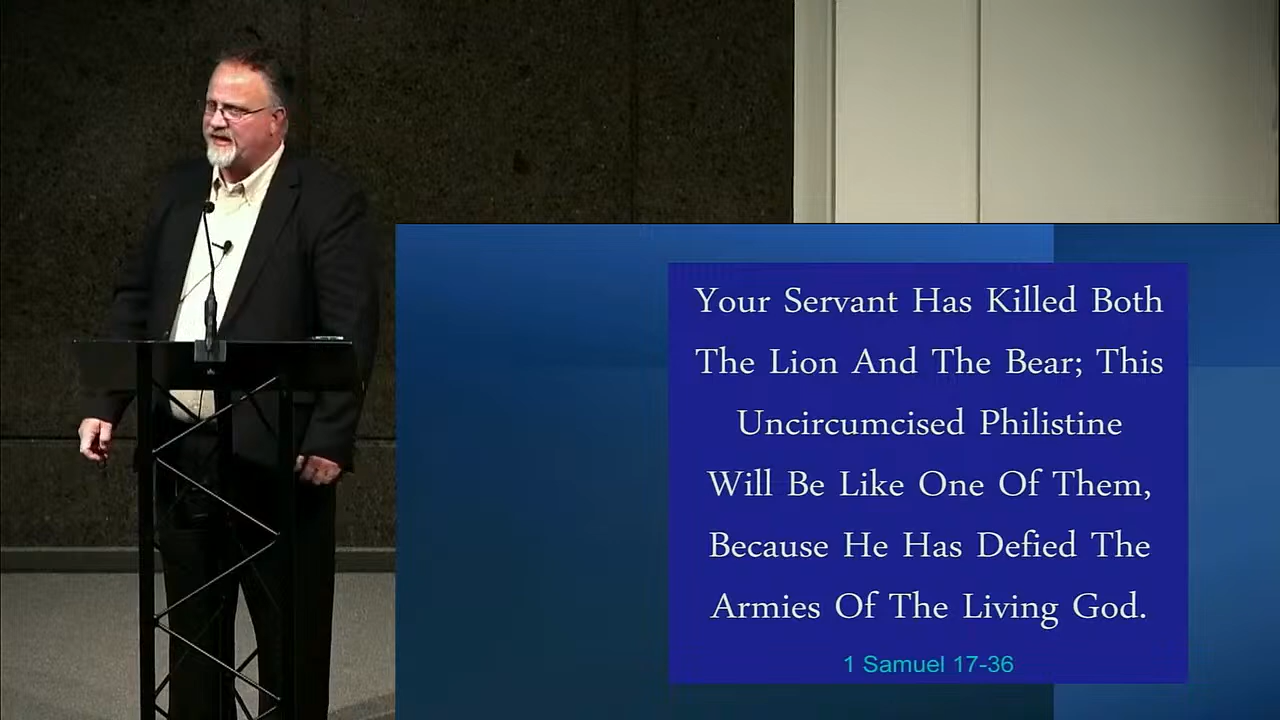 Your Servant Has Killed Both
The Lion And The Bear; This
Uncircumcised Philistine
Will Be Like One Of Them,
Because He Has Defied The
Armies Of The Living God.
1 Samuel 17-36